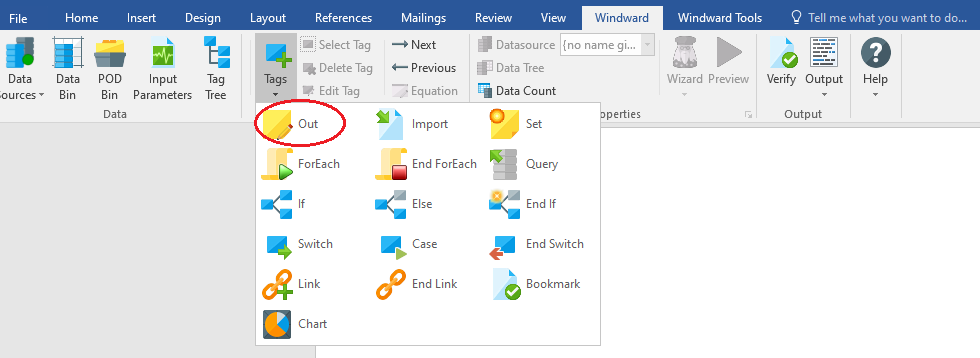 File Home Insert Design Layout References Mailings Review View Windward Windward Tools Tell me what you want to do...
Data Sources
Data Bin
POD Bin
Input Parameters
Tag Tree
Data
Tags
Select Tag
Delete Tag
Edit Tag
Next
Previous
Equation
Datasource {no name gi...
Data Tree
Data Count
operties
Wizard
Preview
Verify
Output
Output
Help
Out Import Set
ForEach End ForEach Query
If Else End If
Switch Case End Switch
Link End Link Bookmark
Chart